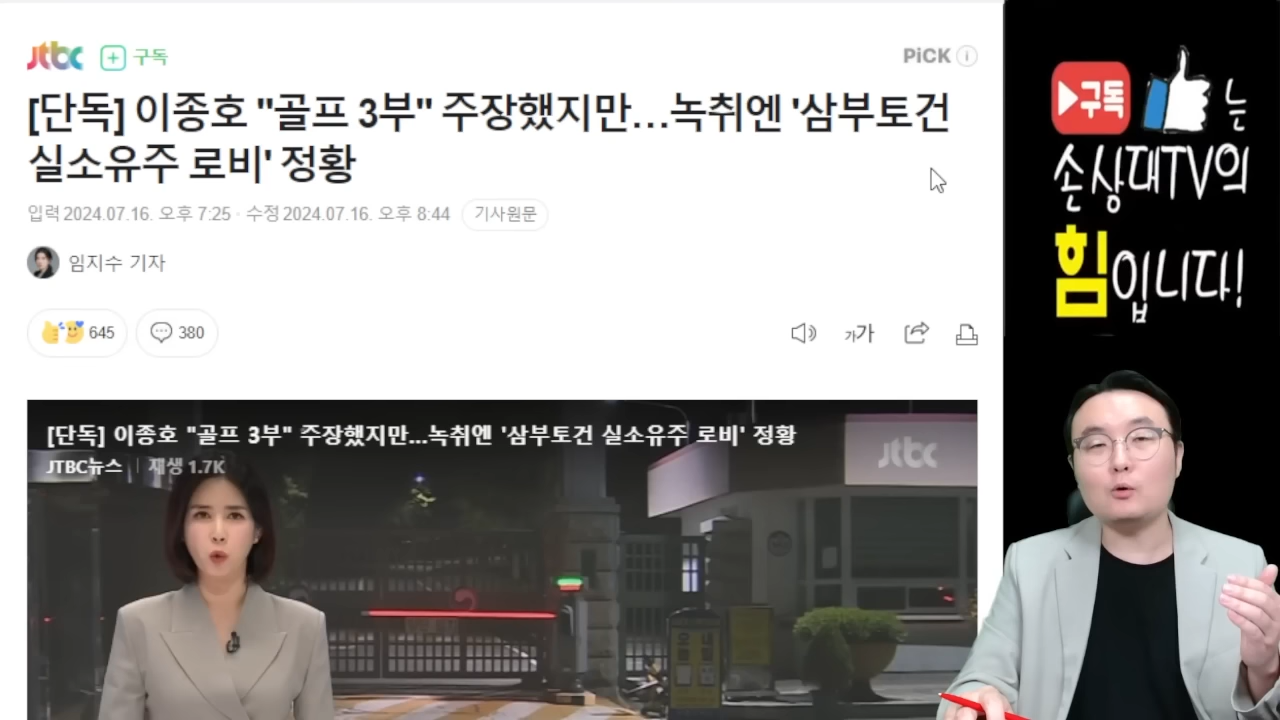 jtbc 구독
PiCK
[단독] 이종호 "골프 3부" 주장했지만…녹취엔 '삼부토건
실소유주 로비' 정황
입력 2024.07.16. 오후 7:25 · 수정 2024.07.16. 오후 8:44 기사원문
임지수 기자
645 380
가가
[단독] 이종호 "골프 3부" 주장했지만...녹취엔 '삼부토건 실소유주 로비' 정황
JTBC뉴스 | 재생 1.7K
jtbc
구독 는
손상대TV의
힘입니다!